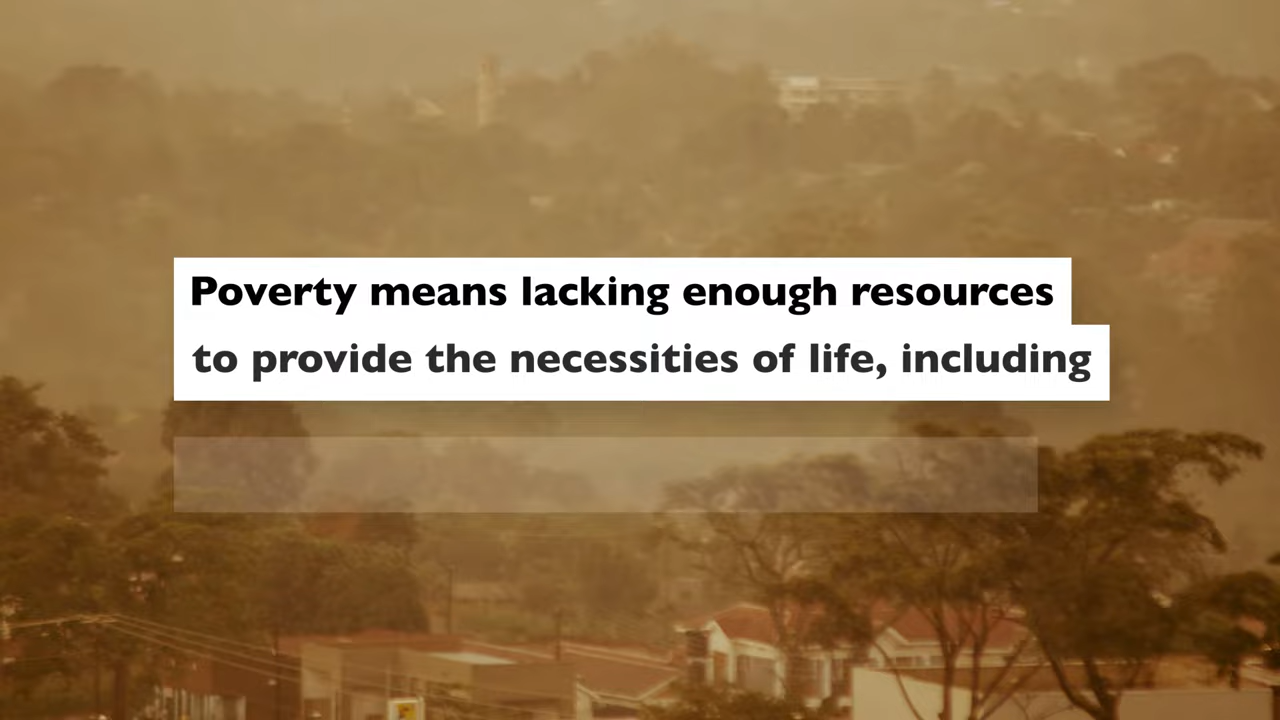 Poverty means lacking enough resources
to provide the necessities of life, including